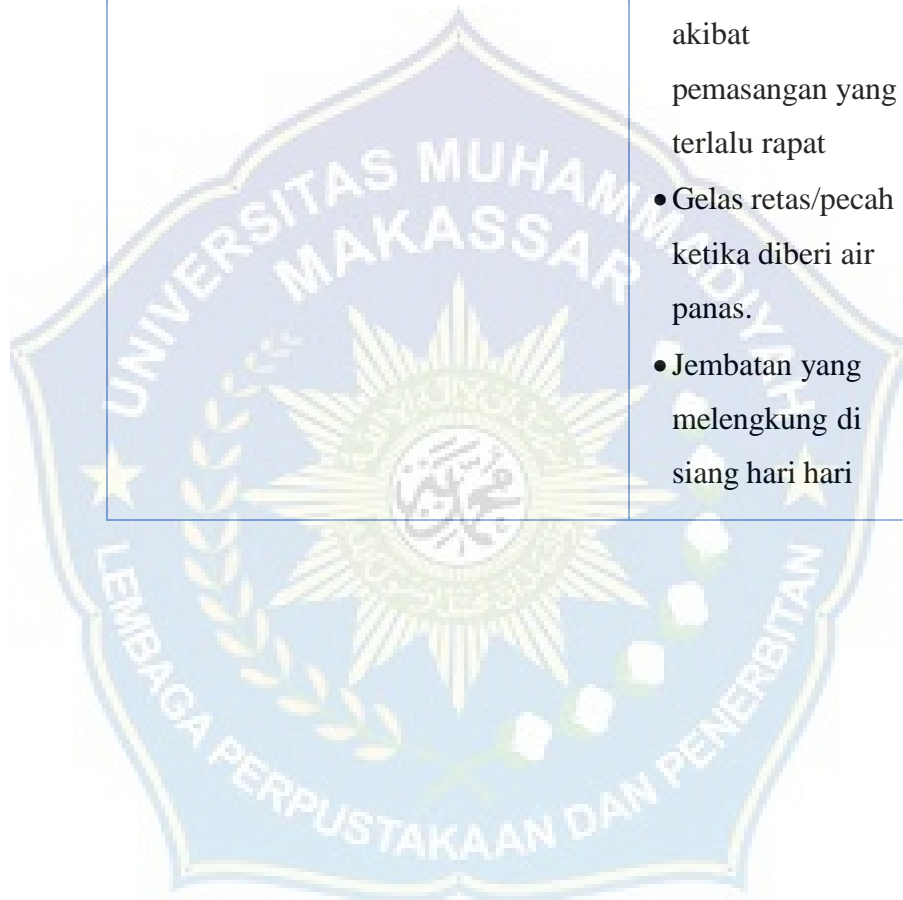 akibat
pemasangan yang
terlalu rapat
• Gelas retas/pecah
ketika diberi air
panas.
• Jembatan yang
melengkung di
siang hari hari
UNIVERSITAS MUHAMMADIYAH
MAKASSAR
LEMBAGA PERPUSTAKAAN DAN PENERBITAN